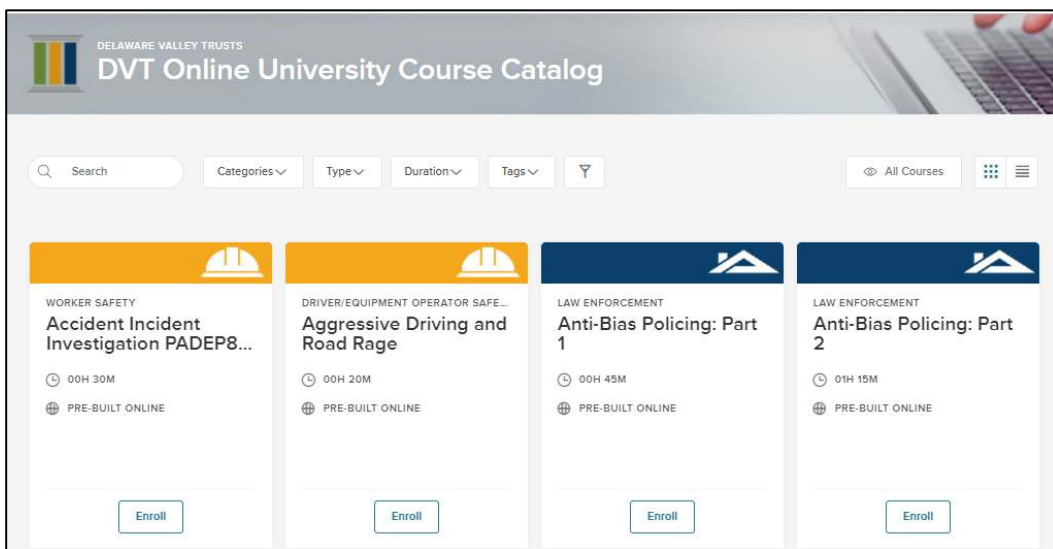 DELAWARE VALLEY TRUSTS
DVT Online University Course Catalog
Search
Categories
Type
Duration
Tags
All Courses
WORKER SAFETY
Accident Incident
Investigation PADEP8...
00H 30M
PRE-BUILT ONLINE
Enroll
DRIVER/EQUIPMENT OPERATOR SAFE...
Aggressive Driving and
Road Rage
00H 20M
PRE-BUILT ONLINE
Enroll
LAW ENFORCEMENT
Anti-Bias Policing: Part
1
00H 45M
PRE-BUILT ONLINE
Enroll
LAW ENFORCEMENT
Anti-Bias Policing: Part
2
01H 15M
PRE-BUILT ONLINE
Enroll